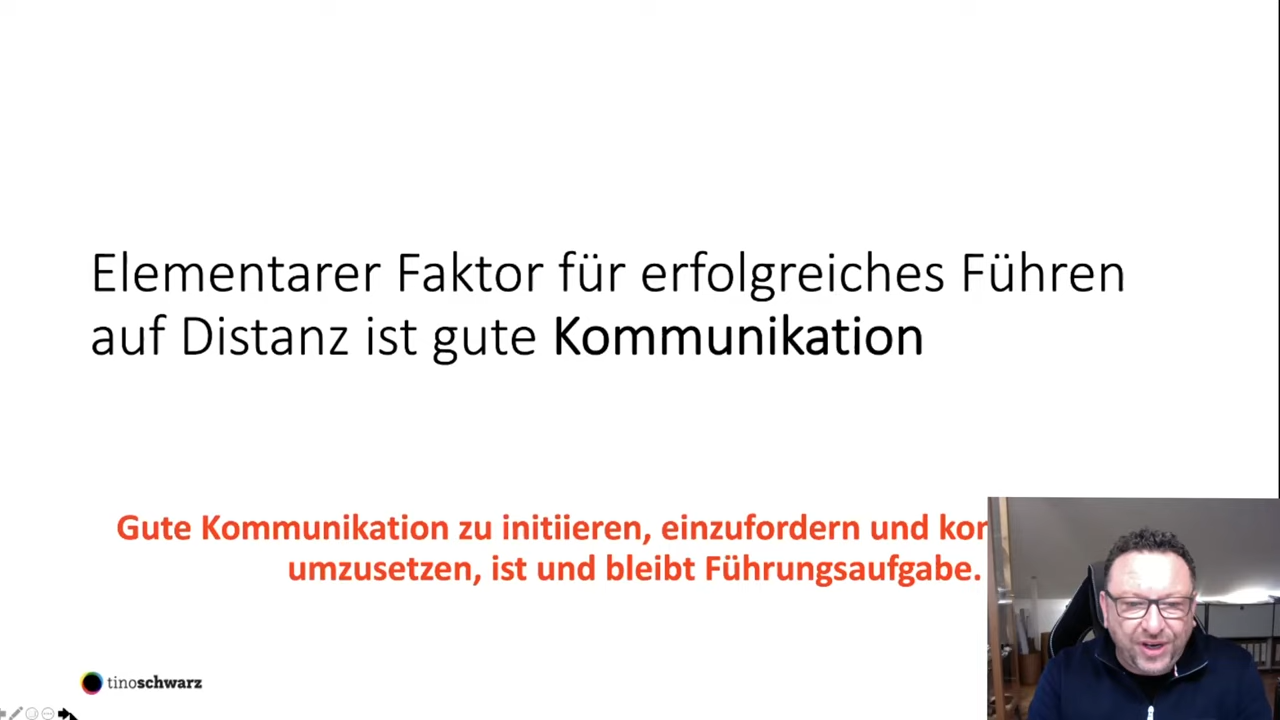 Elementarer Faktor für erfolgreiches Führen
auf Distanz ist gute Kommunikation
Gute Kommunikation zu initiieren, einzufordern und
umzusetzen, ist und bleibt Führungsaufgabe.
tinoschwarz